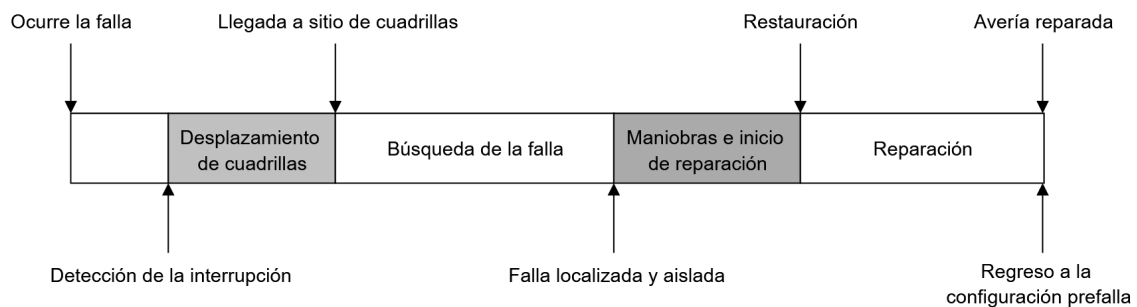 Ocurre la falla
Llegada a sitio de cuadrillas
Restauración
Avería reparada
Desplazamiento
de cuadrillas
Búsqueda de la falla
Maniobras e inicio
de reparación
Reparación
Detección de la interrupción
Falla localizada y aislada
Regreso a la
configuración prefalla